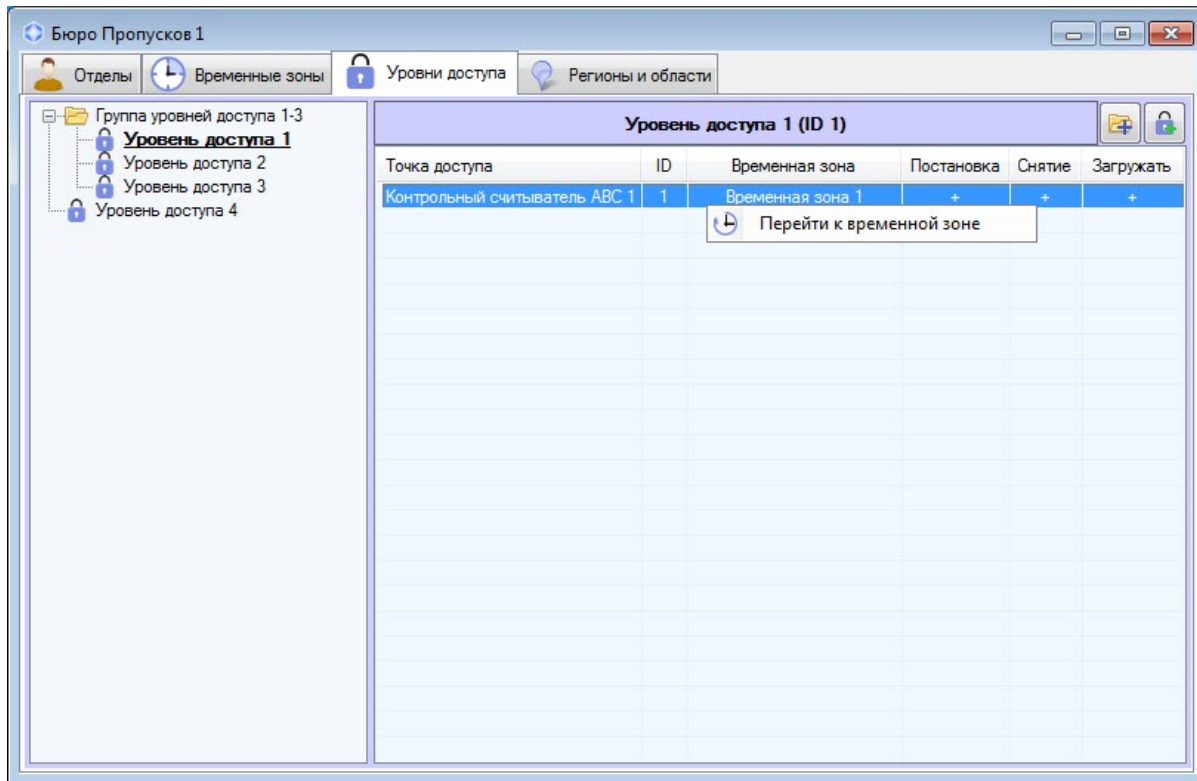 Бюро Пропусков 1
Отделы Временные зоны Уровни доступа Регионы и области
Группа уровней доступа 1-3
Уровень доступа 1
Уровень доступа 2
Уровень доступа 3
Уровень доступа 4
Уровень доступа 1 (ID 1)
Точка доступа ID Временная зона Постановка Снятие Загружать
Контрольный считыватель ABC 1 1 Временная зона 1 + + +
Перейти к временной зоне